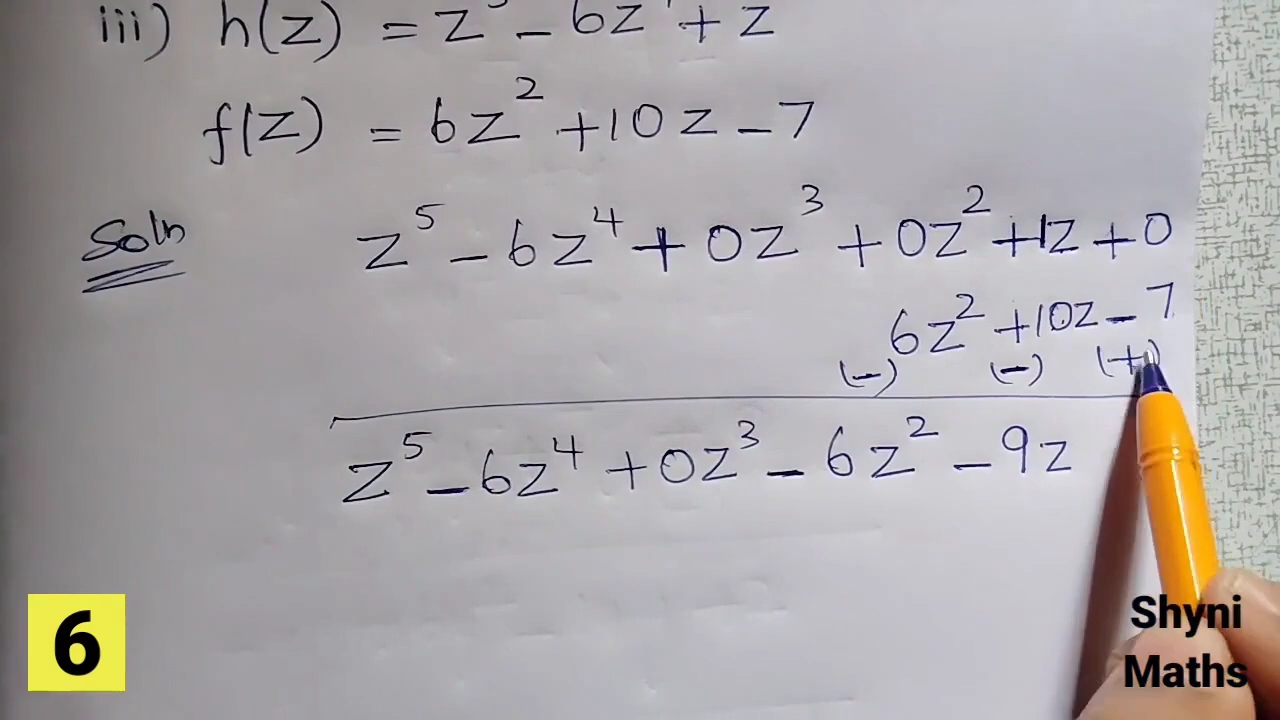 iii) h(z) = z⁵ - 6z⁴ + z
f(z) = 6z² + 10z - 7
Soln
z⁵ - 6z⁴ + 0z³ + 0z² + 1z + 0
6z² + 10z - 7
(-) (-) (+)
z⁵ - 6z⁴ + 0z³ - 6z² - 9z
6
Shyni
Maths